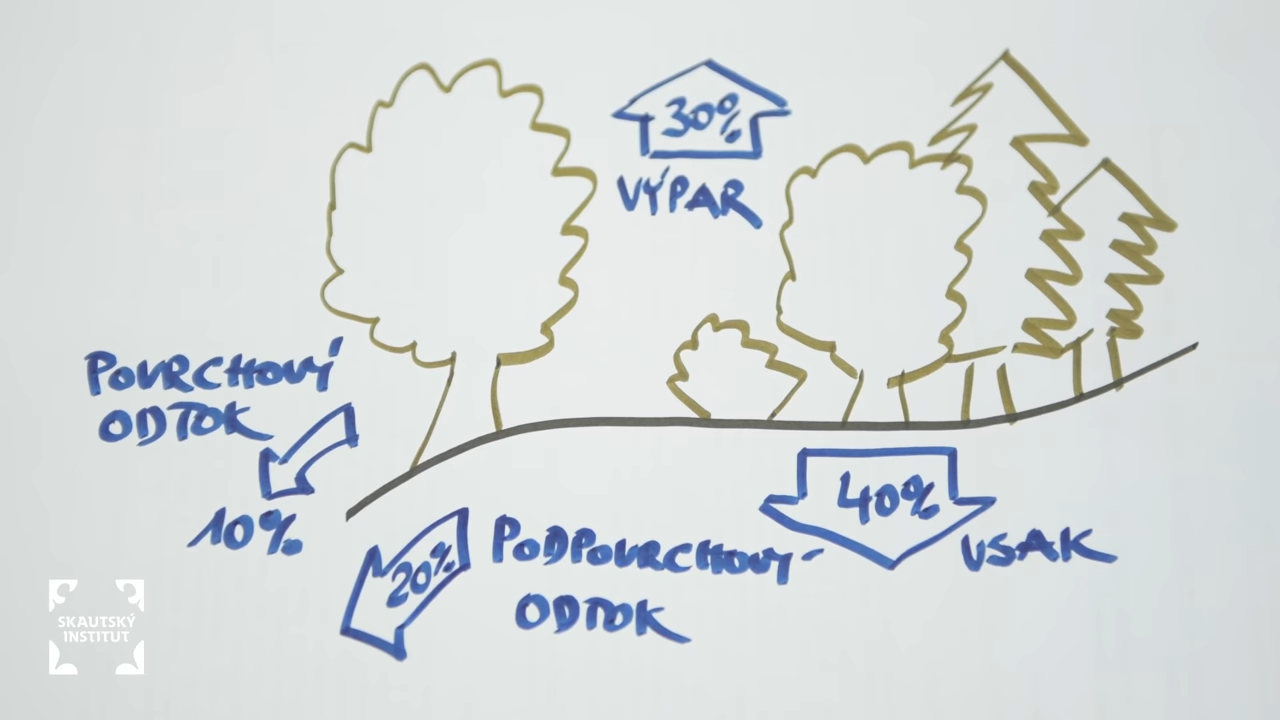 30%
VÝPAR
POVRCHOVÝ
ODTOK
10%
20%
PODPOVRCHOVÝ
ODTOK
40%
VSAK
SKAUTSKÝ
INSTITUT